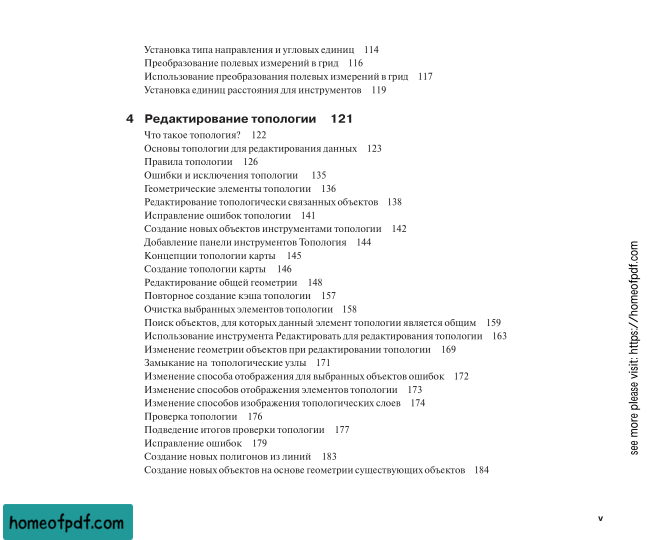 Установка типа направления и угловых единиц 114
Преобразование полевых измерений в грид 116
Использование преобразования полевых измерений в грид 117
Установка единиц расстояния для инструментов 119
4 Редактирование топологии 121
Что такое топология? 122
Основы топологии для редактирования данных 123
Правила топологии 126
Ошибки и исключения топологии 135
Геометрические элементы топологии 136
Редактирование топологически связанных объектов 138
Исправление ошибок топологии 141
Создание новых объектов инструментами топологии 142
Добавление панели инструментов Топология 144
Концепции топологии карты 145
Создание топологии карты 146
Редактирование общей геометрии 148
Повторное создание кэша топологии 157
Очистка выбранных элементов топологии 158
Поиск объектов, для которых данный элемент топологии является общим 159
Использование инструмента Редактировать для редактирования топологии 163
Изменение геометрии объектов при редактировании топологии 169
Замыкание на топологические узлы 171
Изменение способа отображения для выбранных объектов ошибок 172
Изменение способов отображения элементов топологии 173
Изменение способов изображения топологических слоев 174
Проверка топологии 176
Подведение итогов проверки топологии 177
Исправление ошибок 179
Создание новых полигонов из линий 183
Создание новых объектов на основе геометрии существующих объектов 184
v
see more please visit: https://homeofpdf.com
homeofpdf.com